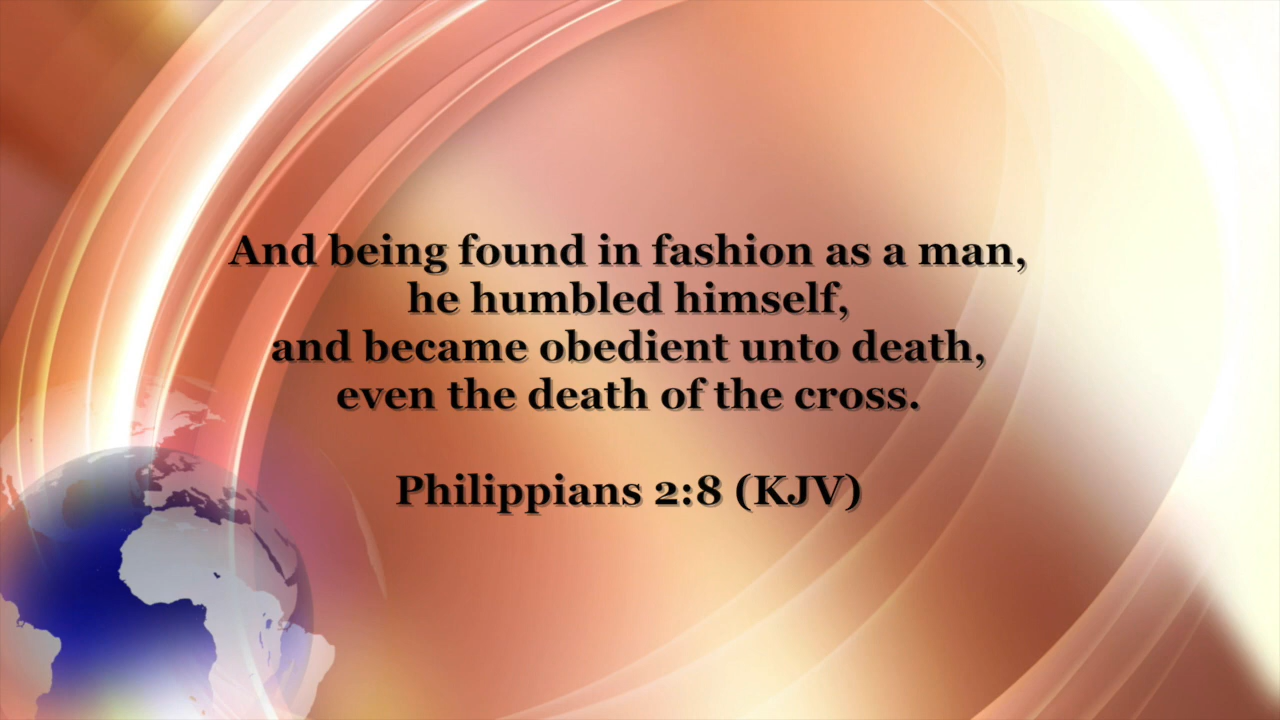 And being found in fashion as a man,
he humbled himself,
and became obedient unto death,
even the death of the cross.
Philippians 2:8 (KJV)